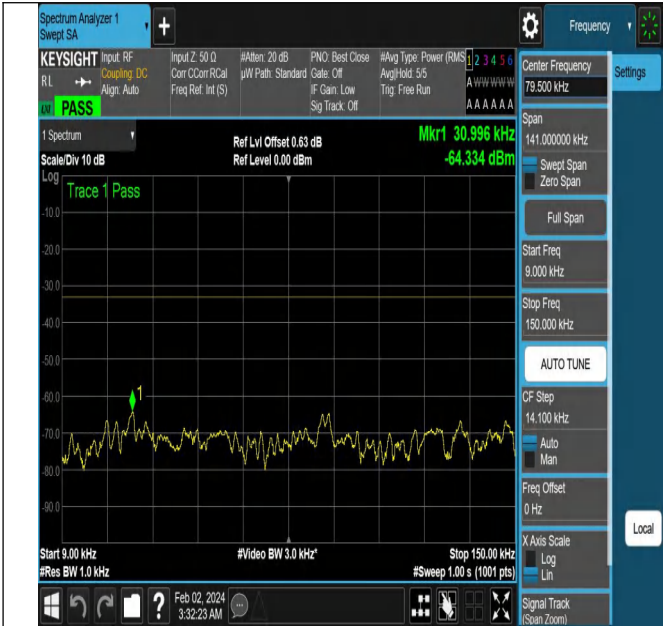 Spectrum Analyzer 1
Swept SA
+
Frequency
KEYSIGHT
RL
PASS
Input: RF
Coupling: DC
Align: Auto
Input Z: 50 Ω
Corr CCorr RCal
Freq Ref: Int (S)
#Atten: 20 dB
µW Path: Standard
PNO: Best Close
Gate: Off
IF Gain: Low
Sig Track: Off
#Avg Type: Power (RMS
Avg|Hold: 5/5
Trig: Free Run
1 2 3 4 5 6
A W W W W W
A A A A A A
1 Spectrum
Scale/Div 10 dB
Ref Lvl Offset 0.63 dB
Ref Level 0.00 dBm
Mkr1 30.996 kHz
-64.334 dBm
Log
Trace 1 Pass
-10.0
-20.0
-30.0
-40.0
-50.0
-60.0
-70.0
-80.0
-90.0
1
Start 9.00 kHz
#Res BW 1.0 kHz
#Video BW 3.0 kHz*
Stop 150.00 kHz
#Sweep 1.00 s (1001 pts)
Feb 02, 2024
3:32:23 AM
Center Frequency
79.500 kHz
Settings
Span
141.000000 kHz
Swept Span
Zero Span
Full Span
Start Freq
9.000 kHz
Stop Freq
150.000 kHz
AUTO TUNE
CF Step
14.100 kHz
Auto
Man
Freq Offset
0 Hz
X Axis Scale
Log
Lin
Local
Signal Track
(Span Zoom)